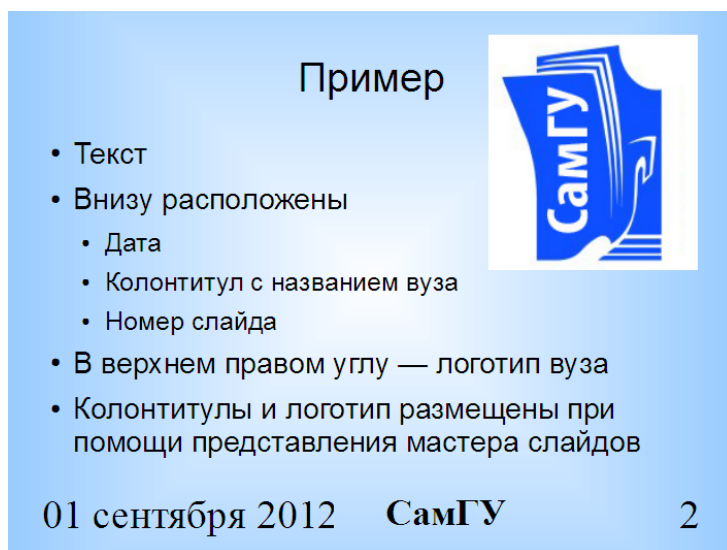 Пример
СамГУ
• Текст
• Внизу расположены
• Дата
• Колонтитул с названием вуза
• Номер слайда
• В верхнем правом углу — логотип вуза
• Колонтитулы и логотип размещены при
помощи представления мастера слайдов
01 сентября 2012 СамГУ 2